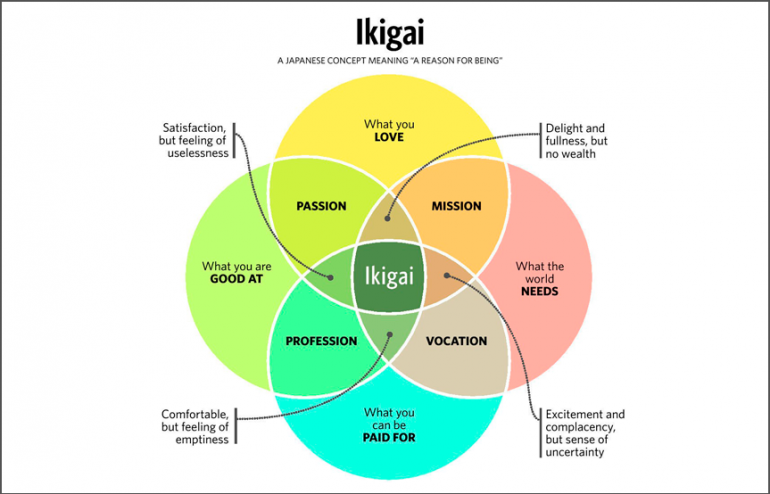 Ikigai
A JAPANESE CONCEPT MEANING “A REASON FOR BEING”
What you
LOVE
Satisfaction,
but feeling of
uselessness
Delight and
fullness, but
no wealth
PASSION
MISSION
What you are
GOOD AT
Ikigai
What the
world
NEEDS
PROFESSION
VOCATION
Comfortable,
but feeling of
emptiness
What you
can be
PAID FOR
Excitement and
complacency,
but sense of
uncertainty